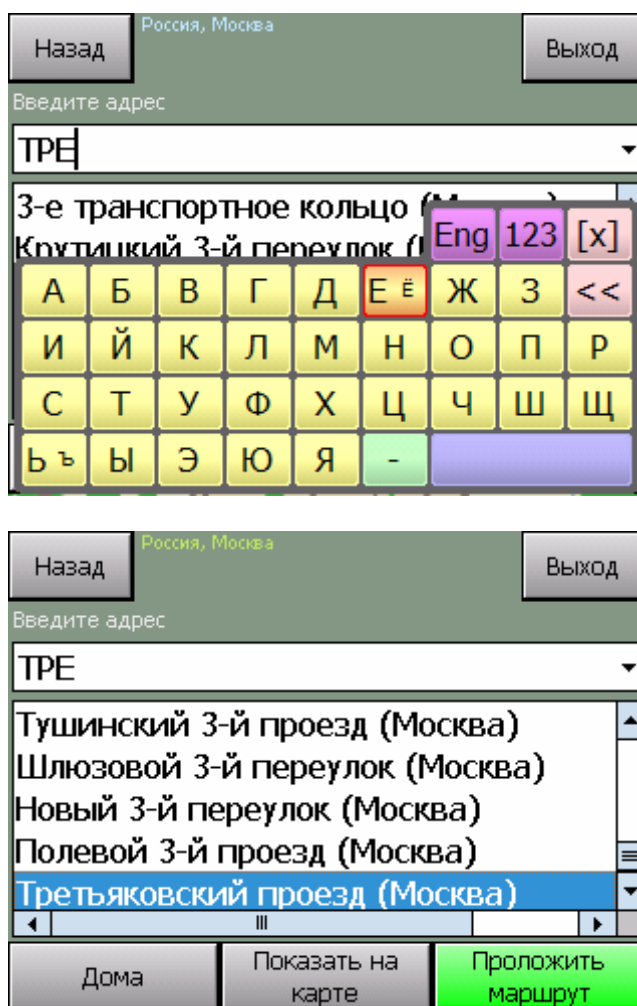 Назад
Россия, Москва
Выход
Введите адрес
ТРЕ
3-е транспортное кольцо
Крутицкий 3-й переулок
Eng 123 [x]
А Б В Г Д Е Ё Ж З <<
И Й К Л М Н О П Р
С Т У Ф Х Ц Ч Ш Щ
Ь Ъ Ы Э Ю Я -
Назад
Россия, Москва
Выход
Введите адрес
ТРЕ
Тушинский 3-й проезд (Москва)
Шлюзовой 3-й переулок (Москва)
Новый 3-й переулок (Москва)
Полевой 3-й проезд (Москва)
Третьяковский проезд (Москва)
Дома
Показать на
карте
Проложить
маршрут